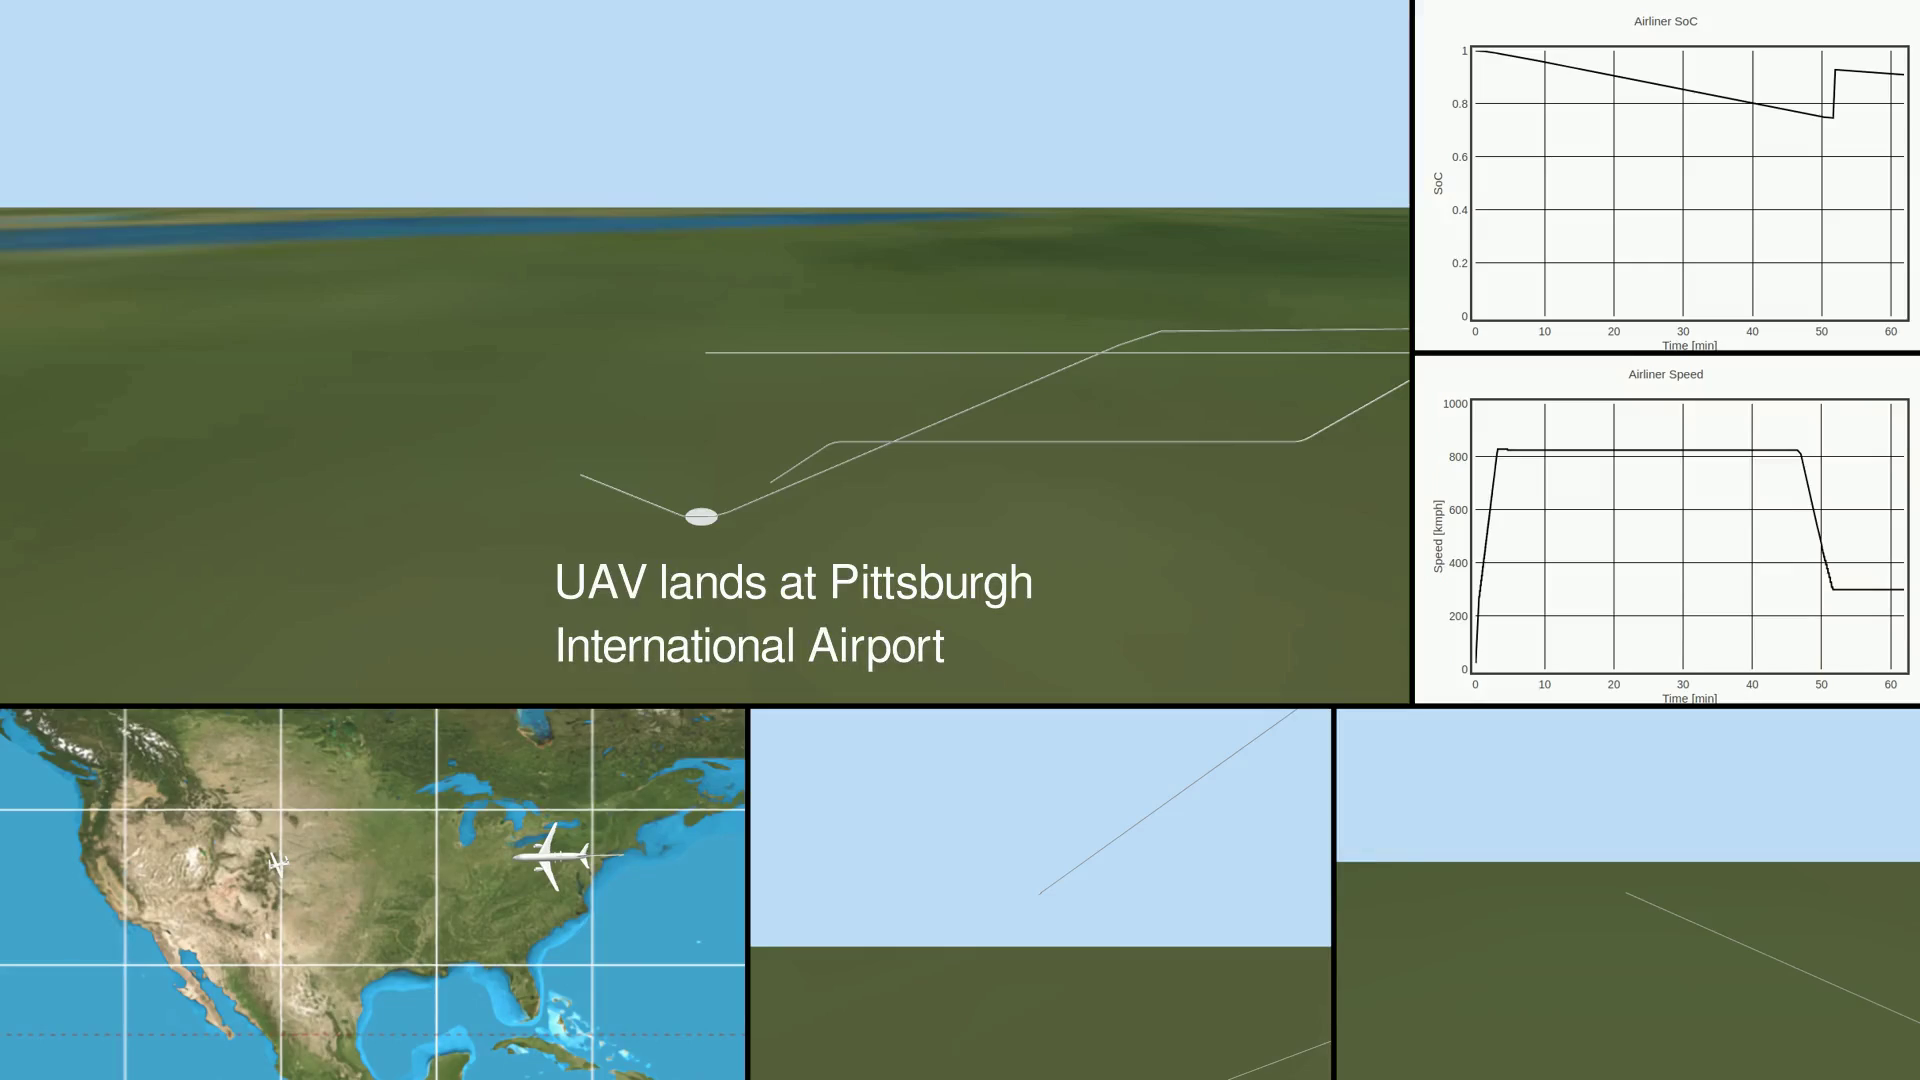 UAV lands at Pittsburgh
International Airport
Airliner SoC
1
0.8
0.6
0.4
0.2
0
SoC
0 10 20 30 40 50 60
Time [min]
Airliner Speed
1000
800
600
400
200
0
Speed [kmph]
0 10 20 30 40 50 60
Time [min]